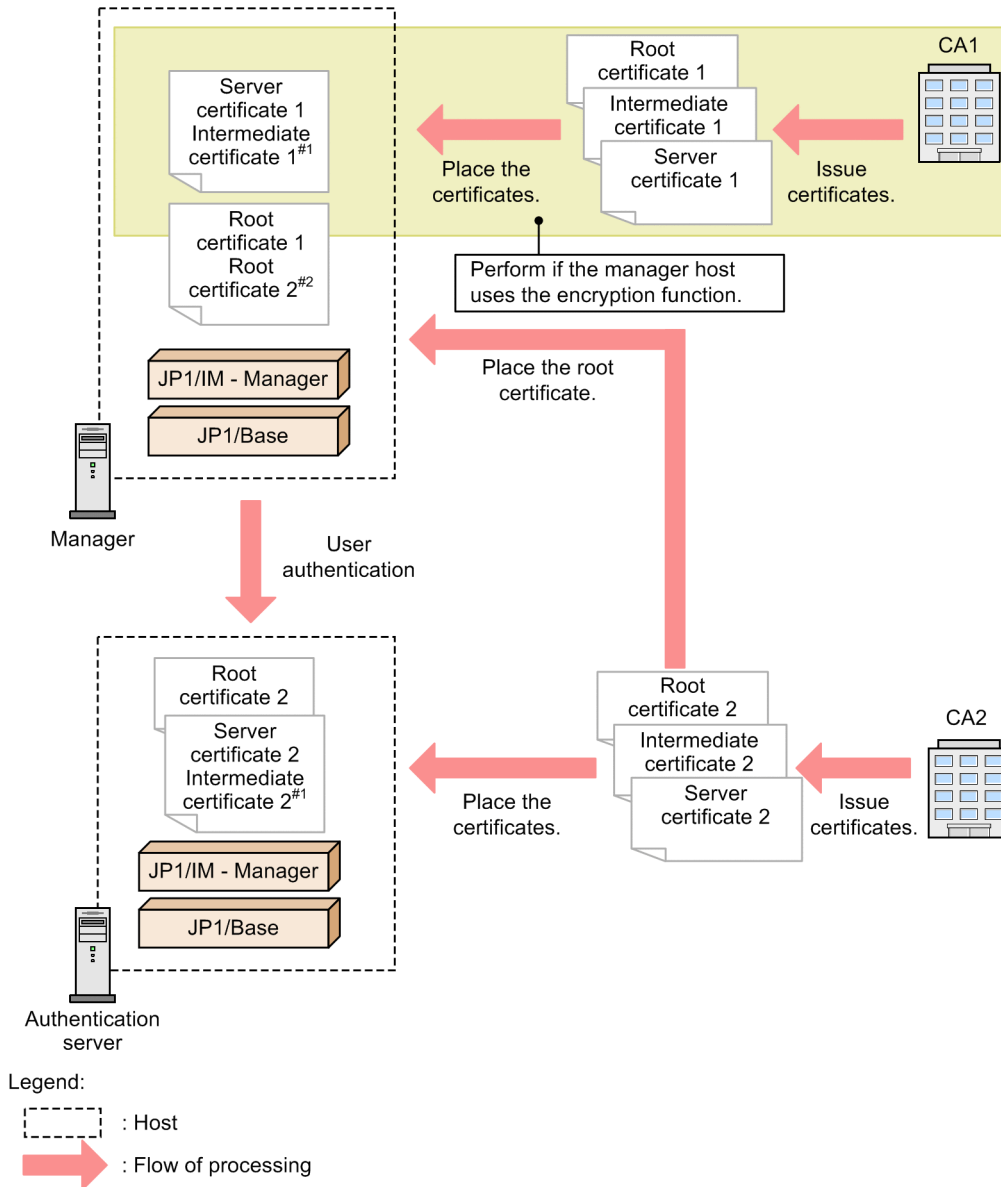 CA1
Root
certificate 1
Intermediate
certificate 1
Server
certificate 1
Issue
certificates.
Place the
certificates.
Server
certificate 1
Intermediate
certificate 1#1
Root
certificate 1
Root
certificate 2#2
Perform if the manager host
uses the encryption function.
Place the root
certificate.
JP1/IM - Manager
JP1/Base
Manager
User
authentication
Root
certificate 2
Server
certificate 2
Intermediate
certificate 2#1
JP1/IM - Manager
JP1/Base
Authentication
server
Place the
certificates.
Root
certificate 2
Intermediate
certificate 2
Server
certificate 2
Issue
certificates.
CA2
Legend:
: Host
: Flow of processing